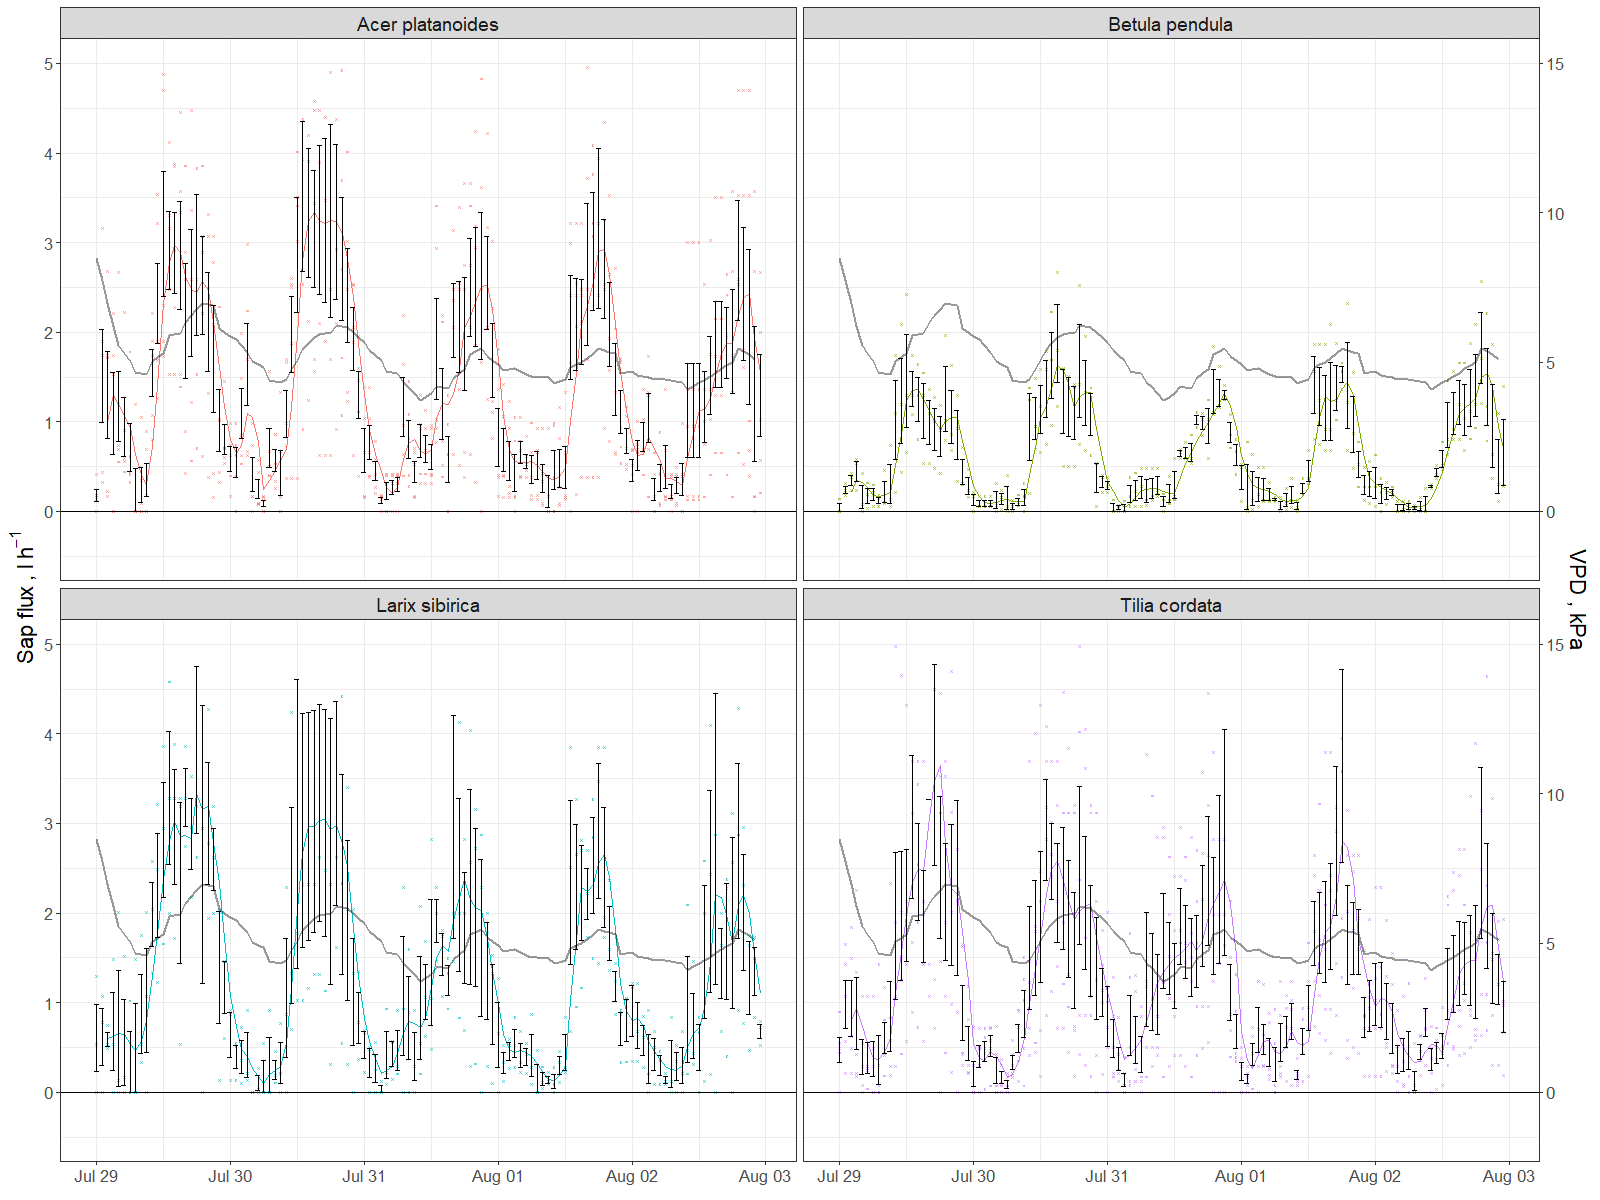 Acer platanoides
Betula pendula
5
4
3
2
1
0
15
10
5
0
Sap flux , l h⁻¹
VPD , kPa
Larix sibirica
Tilia cordata
5
4
3
2
1
0
15
10
5
0
Jul 29
Jul 30
Jul 31
Aug 01
Aug 02
Aug 03
Jul 29
Jul 30
Jul 31
Aug 01
Aug 02
Aug 03